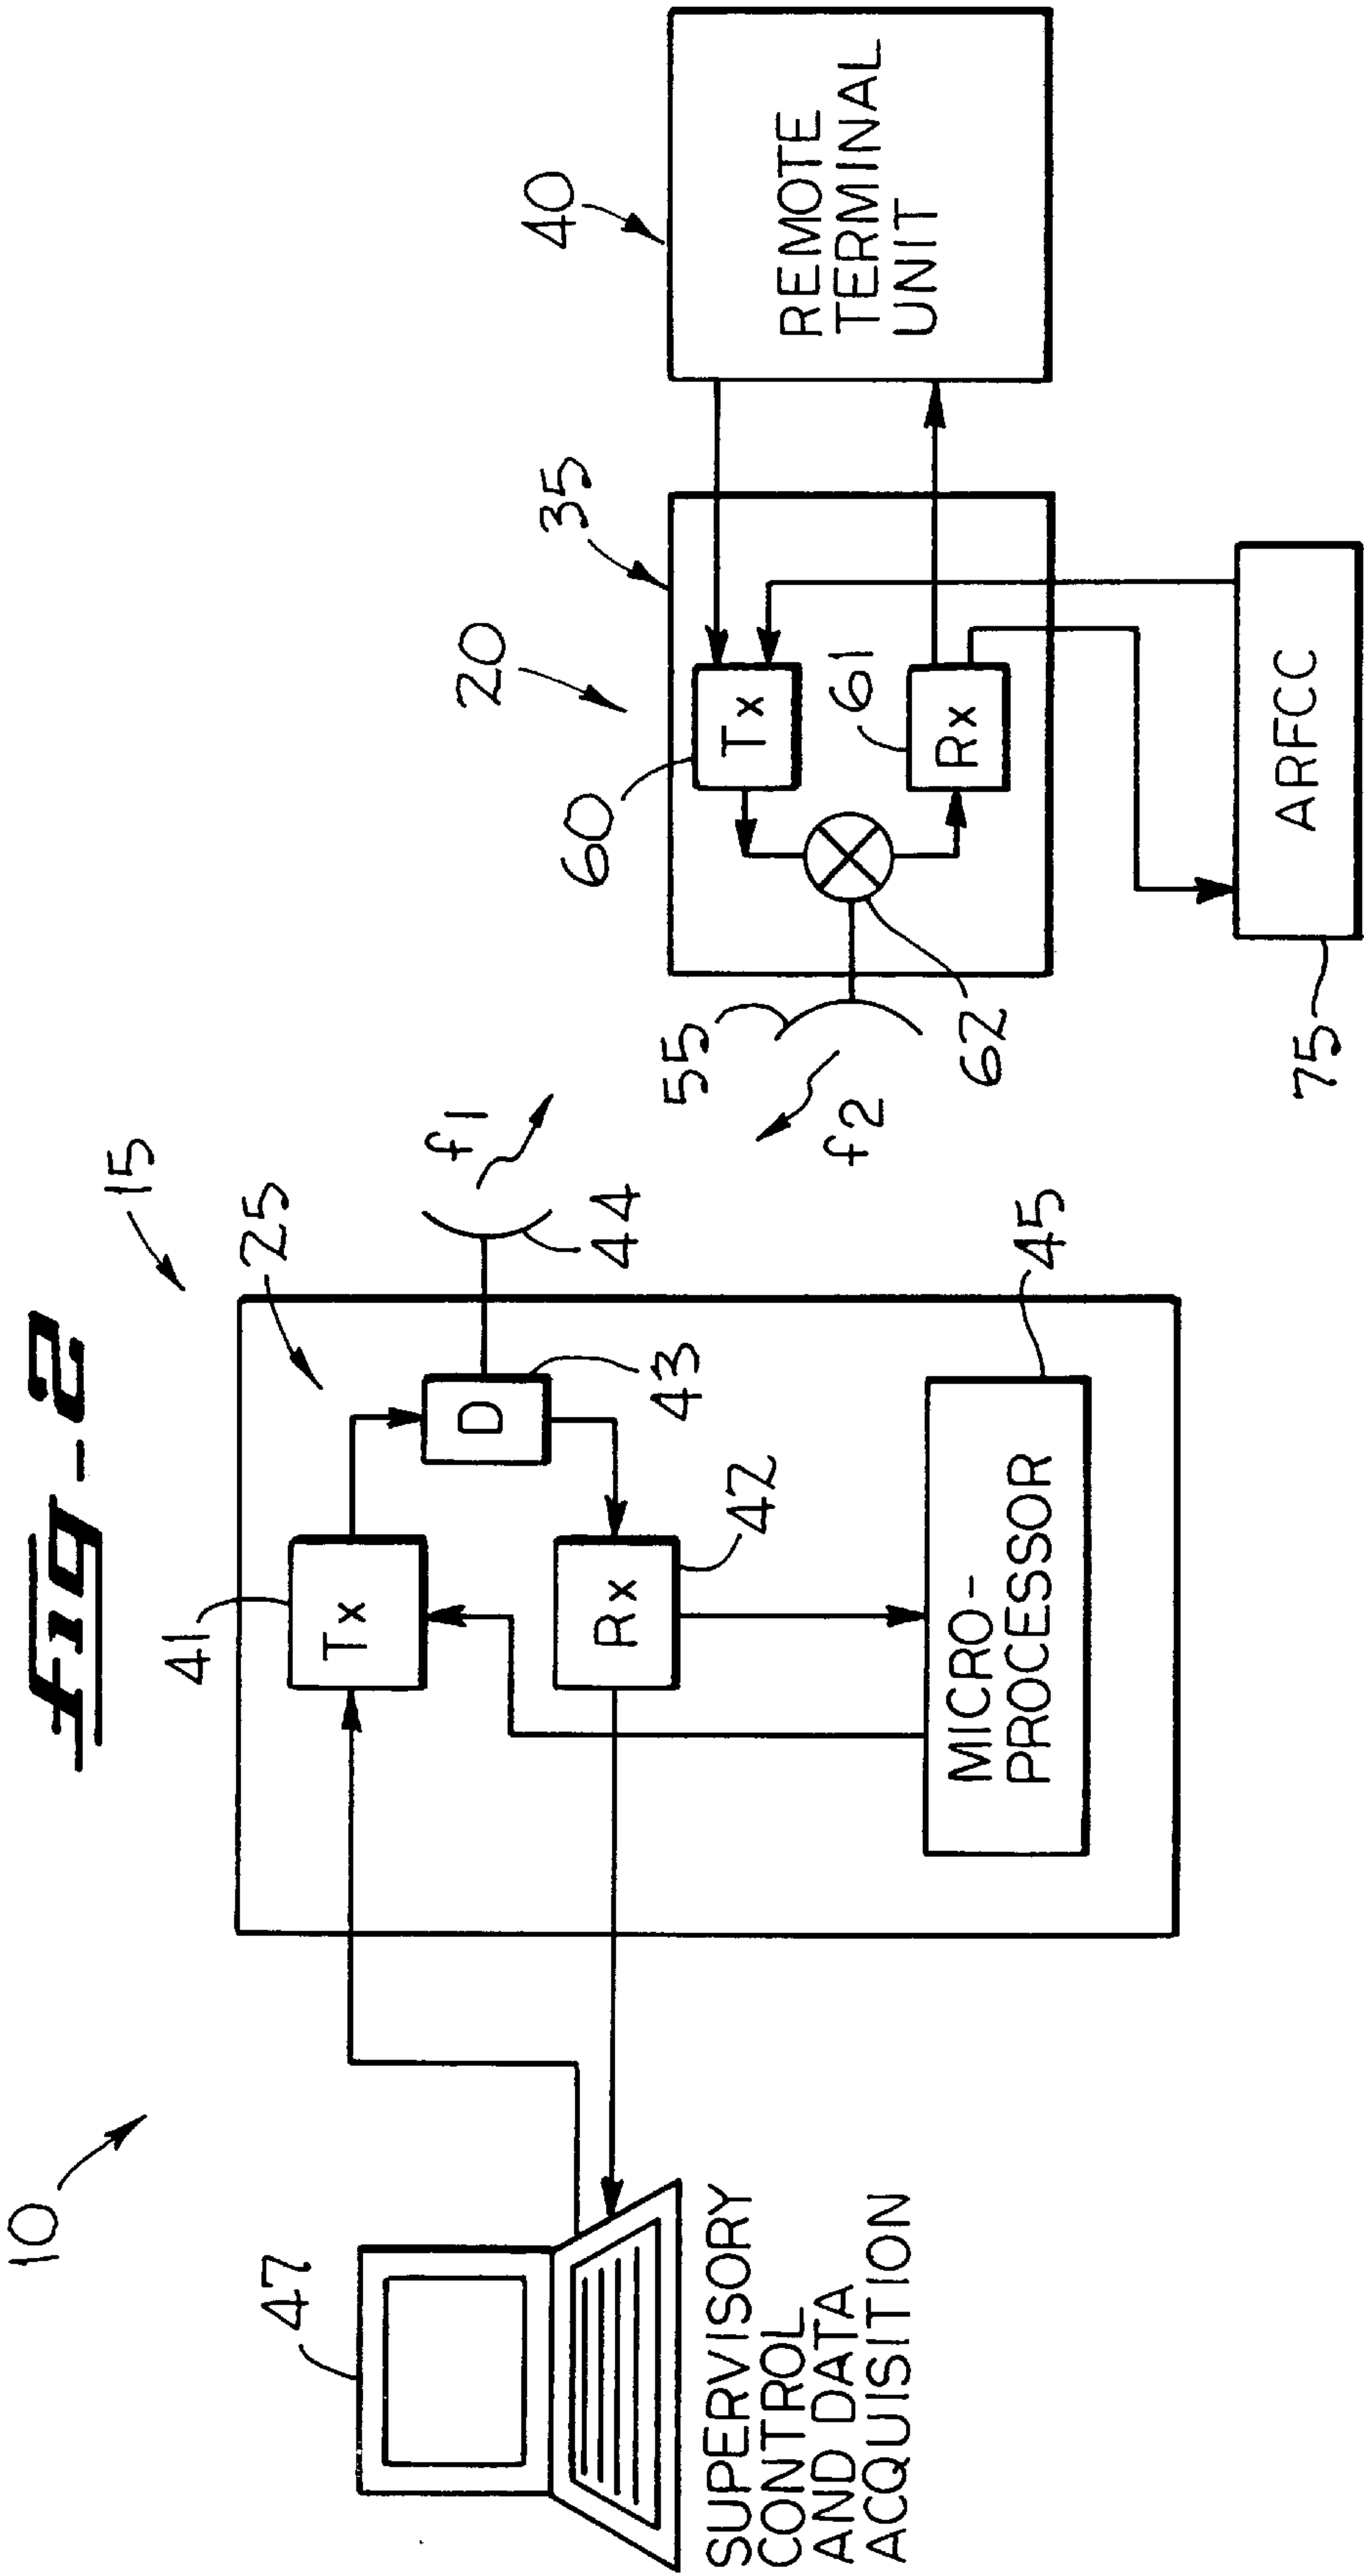 fig-2
10
15
47
41
Tx
25
D
43
44
f1
Rx
42
MICRO-
PROCESSOR
45
SUPERVISORY
CONTROL
AND DATA
ACQUISITION
20
35
40
60
Tx
61
Rx
55
f2
62
REMOTE
TERMINAL
UNIT
75
ARFCC